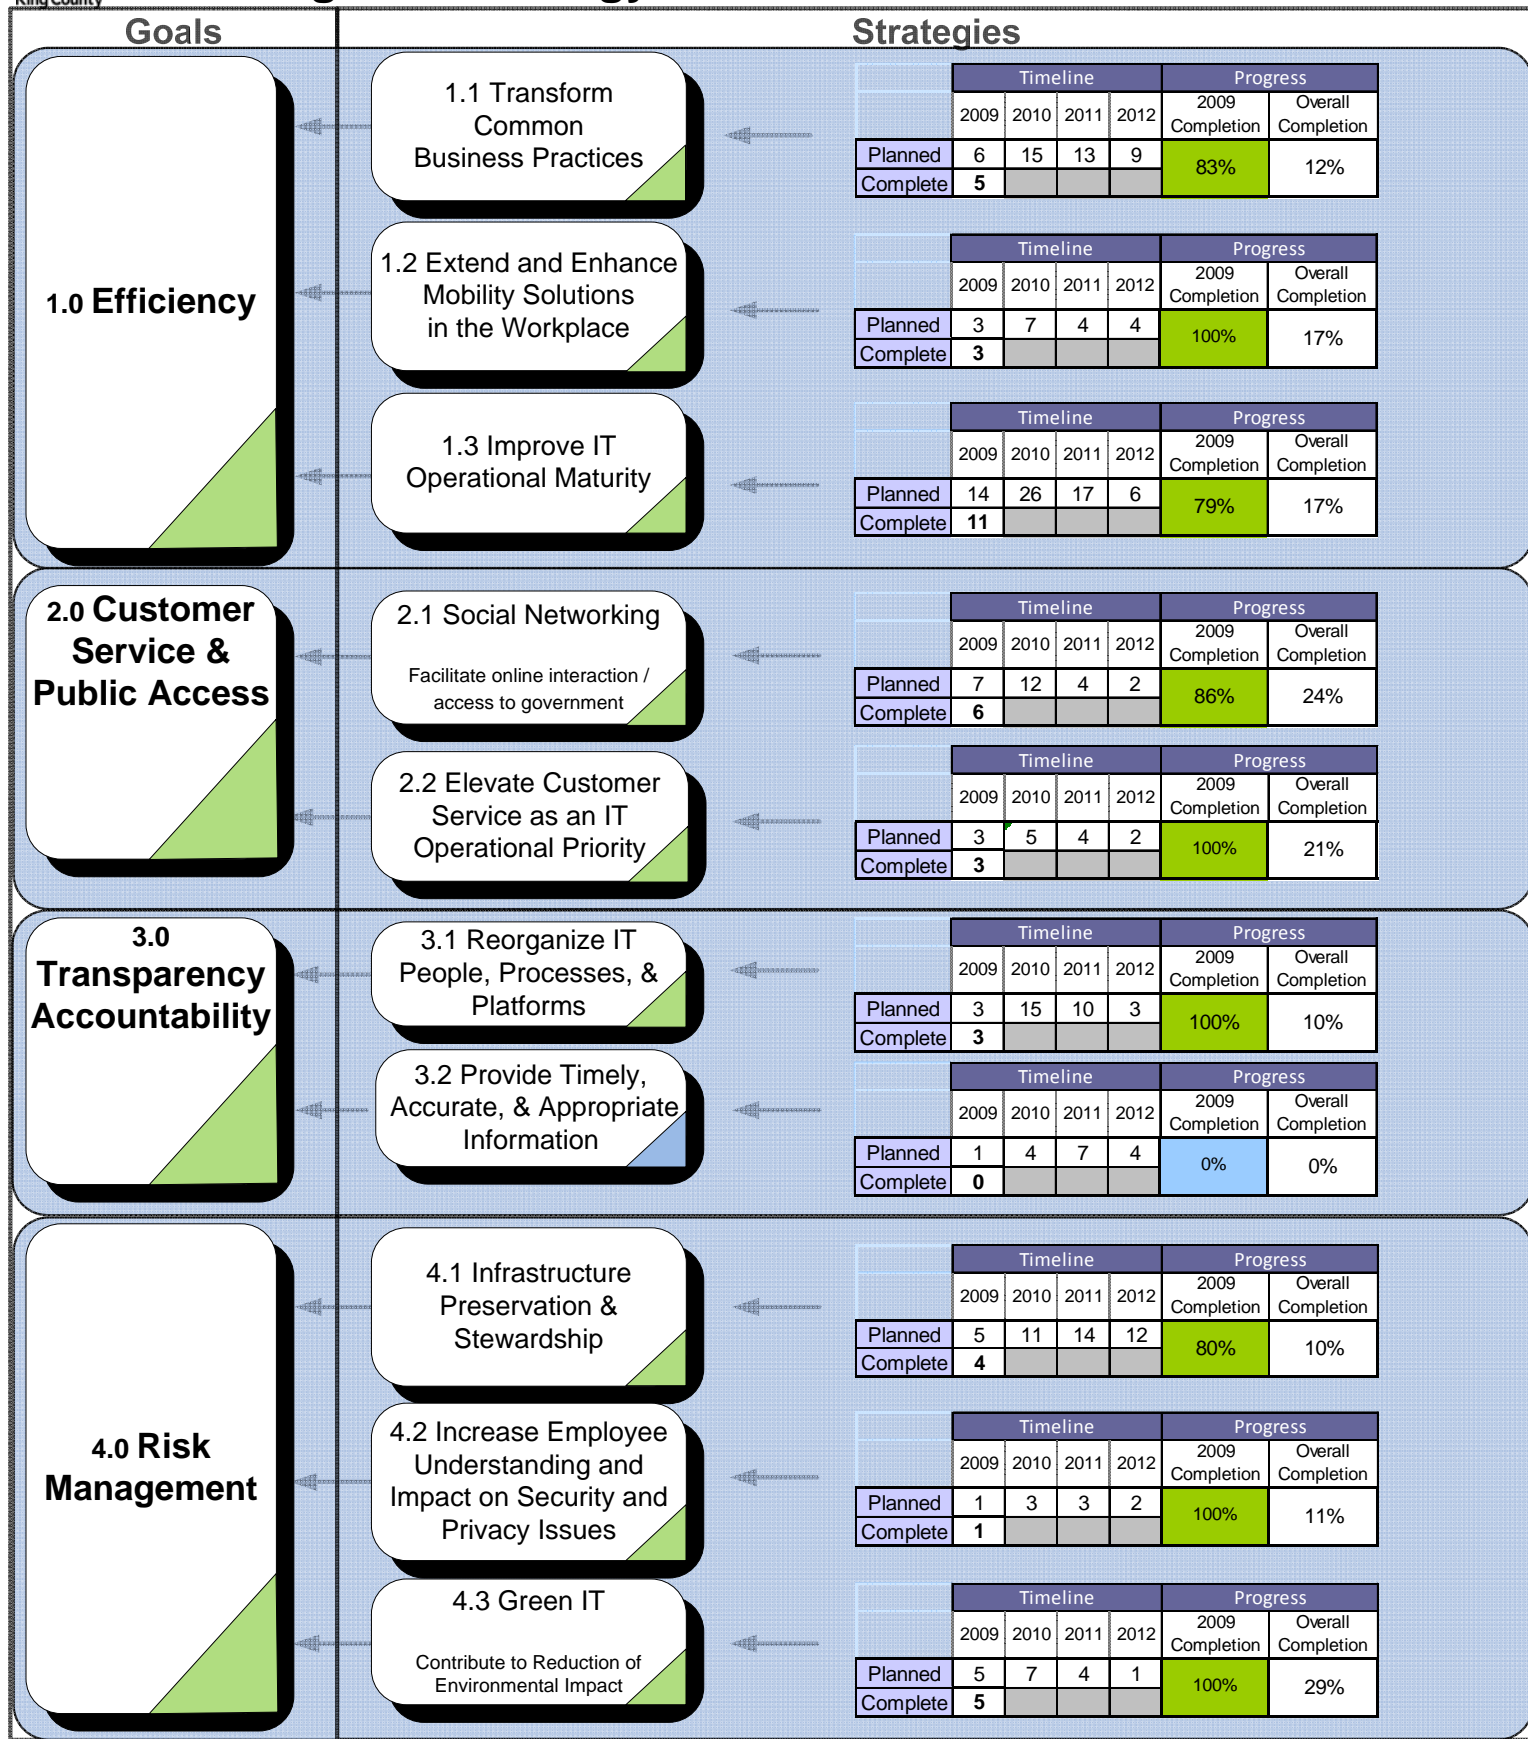 King County
Goals
Strategies
1.0 Efficiency
1.1 Transform
Common
Business Practices
Timeline Progress
2009 2010 2011 2012 2009 Completion Overall Completion
Planned 6 15 13 9 83% 12%
Complete 5
1.2 Extend and Enhance
Mobility Solutions
in the Workplace
Timeline Progress
2009 2010 2011 2012 2009 Completion Overall Completion
Planned 3 7 4 4 100% 17%
Complete 3
1.3 Improve IT
Operational Maturity
Timeline Progress
2009 2010 2011 2012 2009 Completion Overall Completion
Planned 14 26 17 6 79% 17%
Complete 11
2.0 Customer
Service &
Public Access
2.1 Social Networking
Facilitate online interaction /
access to government
Timeline Progress
2009 2010 2011 2012 2009 Completion Overall Completion
Planned 7 12 4 2 86% 24%
Complete 6
2.2 Elevate Customer
Service as an IT
Operational Priority
Timeline Progress
2009 2010 2011 2012 2009 Completion Overall Completion
Planned 3 5 4 2 100% 21%
Complete 3
3.0
Transparency
Accountability
3.1 Reorganize IT
People, Processes, &
Platforms
Timeline Progress
2009 2010 2011 2012 2009 Completion Overall Completion
Planned 3 15 10 3 100% 10%
Complete 3
3.2 Provide Timely,
Accurate, & Appropriate
Information
Timeline Progress
2009 2010 2011 2012 2009 Completion Overall Completion
Planned 1 4 7 4 0% 0%
Complete 0
4.0 Risk
Management
4.1 Infrastructure
Preservation &
Stewardship
Timeline Progress
2009 2010 2011 2012 2009 Completion Overall Completion
Planned 5 11 14 12 80% 10%
Complete 4
4.2 Increase Employee
Understanding and
Impact on Security and
Privacy Issues
Timeline Progress
2009 2010 2011 2012 2009 Completion Overall Completion
Planned 1 3 3 2 100% 11%
Complete 1
4.3 Green IT
Contribute to Reduction of
Environmental Impact
Timeline Progress
2009 2010 2011 2012 2009 Completion Overall Completion
Planned 5 7 4 1 100% 29%
Complete 5